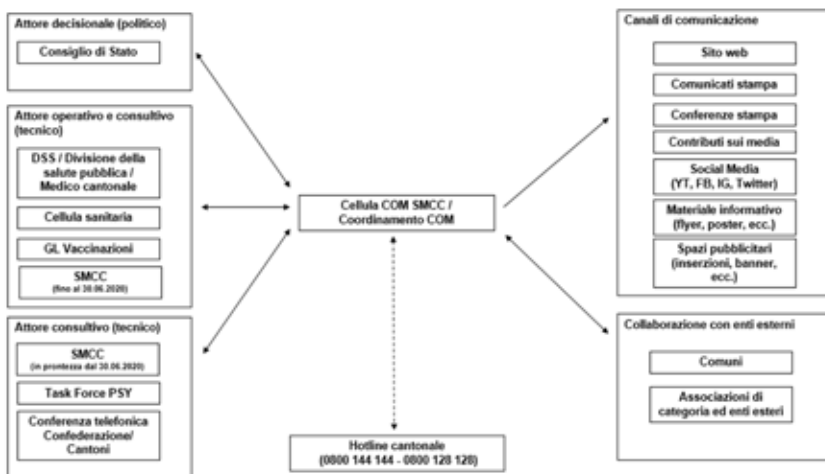 Attore decisionale (politico)
Consiglio di Stato
Attore operativo e consultivo
(tecnico)
DSS / Divisione della
salute pubblica /
Medico cantonale
Cellula sanitaria
GL Vaccinazioni
SMCC
(fino al 30.06.2020)
Attore consultivo (tecnico)
SMCC
(in prontezza dal 30.06.2020)
Task Force PSY
Conferenza telefonica
Confederazione/
Cantoni
Cellula COM SMCC /
Coordinamento COM
Hotline cantonale
(0800 144 144 - 0800 128 128)
Canali di comunicazione
Sito web
Comunicati stampa
Conferenze stampa
Contributi sui media
Social Media
(YT, FB, IG, Twitter)
Materiale informativo
(flyer, poster, ecc.)
Spazi pubblicitari
(inserzioni, banner,
ecc.)
Collaborazione con enti esterni
Comuni
Associazioni di
categoria ed enti esteri